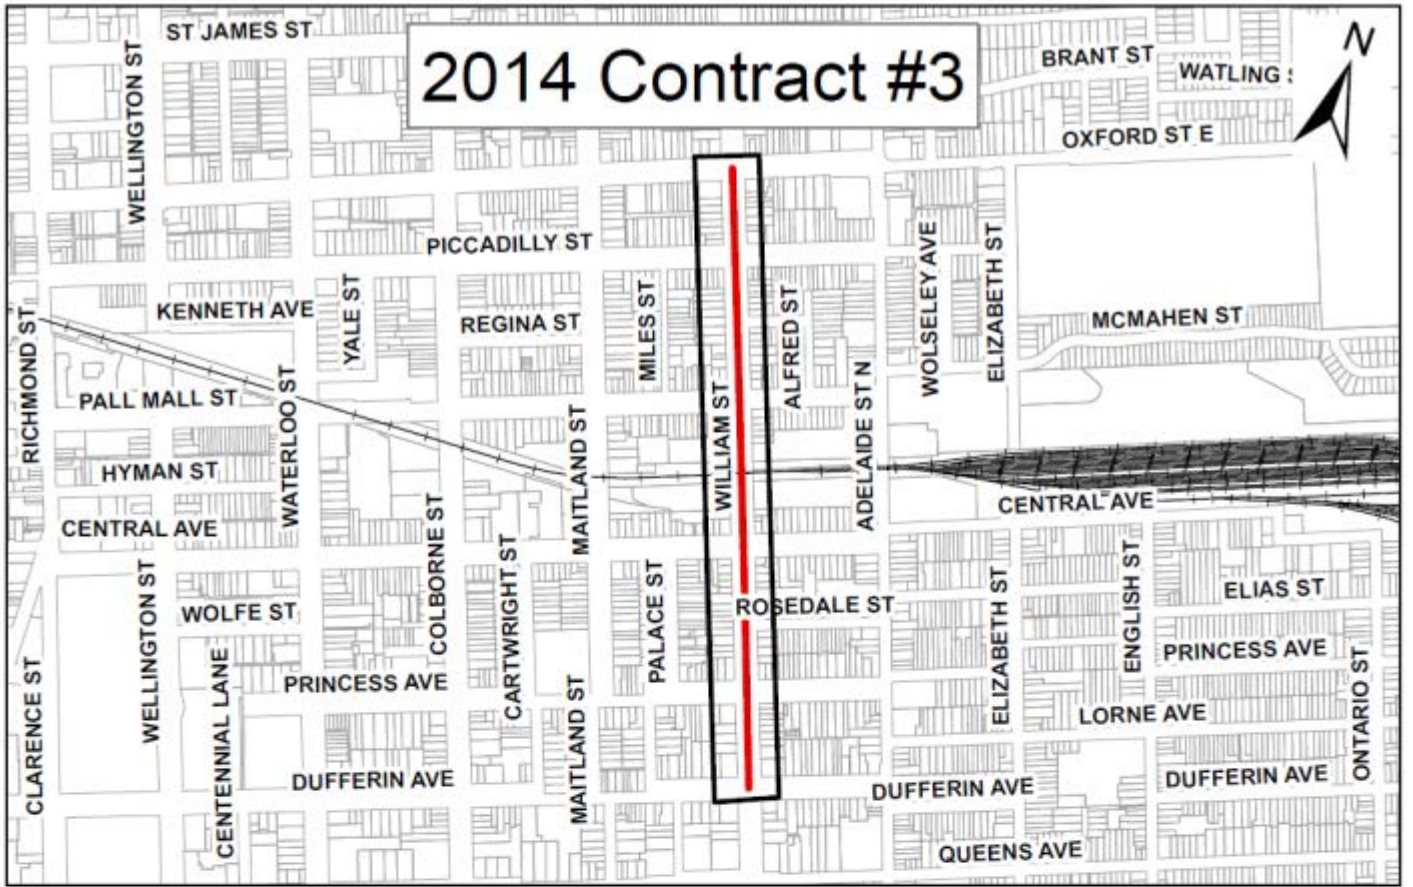 ST JAMES ST
2014 Contract #3
N
BRANT ST
WATLING
WELLINGTON ST
OXFORD ST E
PICCADILLY ST
WOLSELEY AVE
ELIZABETH ST
KENNETH AVE
YALE ST
REGINA ST
MILES ST
ALFRED ST
MCMAHEN ST
RICHMOND ST
PALL MALL ST
WATERLOO ST
HYMAN ST
MAITLAND ST
WILLIAM ST
ADELAIDE ST N
CENTRAL AVE
CENTRAL AVE
COLBORNE ST
CARTWRIGHT ST
WELLINGTON ST
WOLFE ST
PALACE ST
ROSEDALE ST
ELIZABETH ST
ENGLISH ST
ELIAS ST
CLARENCE ST
CENTENNIAL LANE
PRINCESS AVE
MAITLAND ST
PRINCESS AVE
LORNE AVE
ONTARIO ST
DUFFERIN AVE
DUFFERIN AVE
DUFFERIN AVE
QUEENS AVE